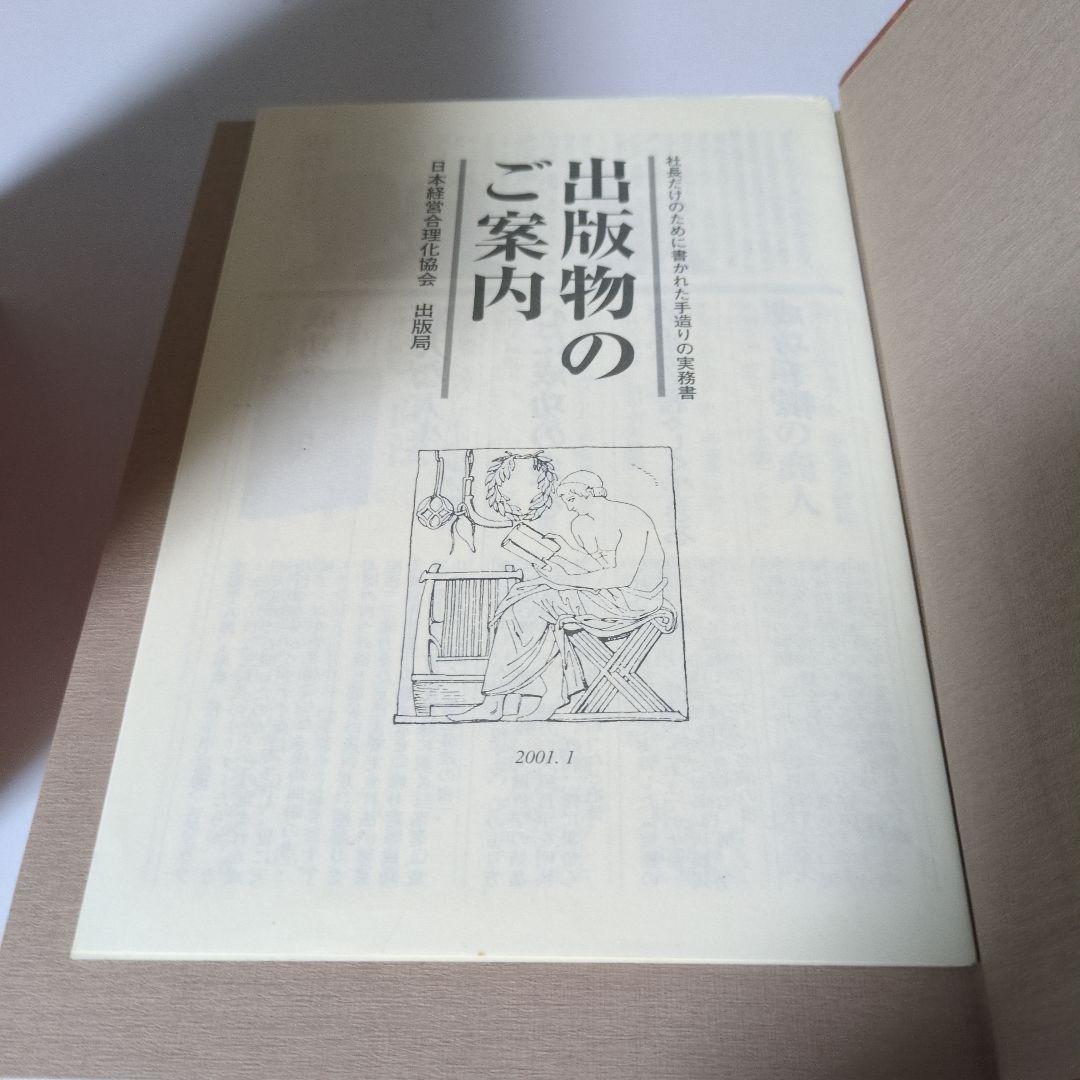 社長だけのために書かれた手造りの実務書
出版物の
ご案内
日本経営合理化協会 出版局
2001. 1